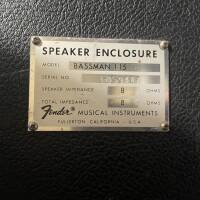 SPEAKER ENCLOSURE
MODEL BASSMAN 115
SERIAL NO.
SPEAKER IMPEDANCE 8 OHMS
TOTAL IMPEDANCE 8 OHMS
Fender MUSICAL INSTRUMENTS
FULLERTON CALIFORNIA - U.S.A.